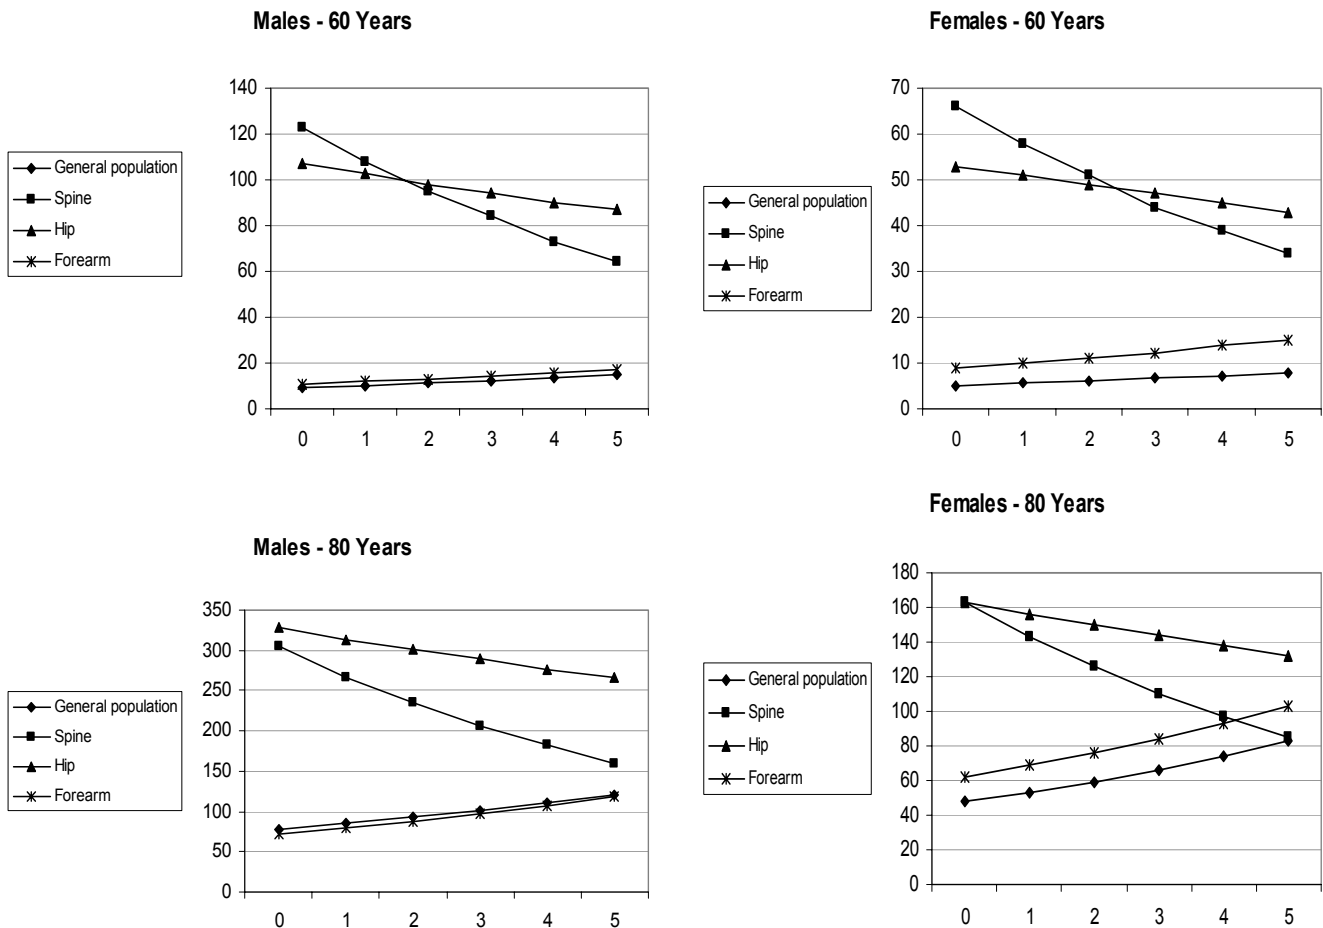 Males - 60 Years
140
120
100
80
60
40
20
0
0 1 2 3 4 5
General population
Spine
Hip
Forearm
Females - 60 Years
70
60
50
40
30
20
10
0
0 1 2 3 4 5
General population
Spine
Hip
Forearm
Males - 80 Years
350
300
250
200
150
100
50
0
0 1 2 3 4 5
General population
Spine
Hip
Forearm
Females - 80 Years
180
160
140
120
100
80
60
40
20
0
0 1 2 3 4 5
General population
Spine
Hip
Forearm